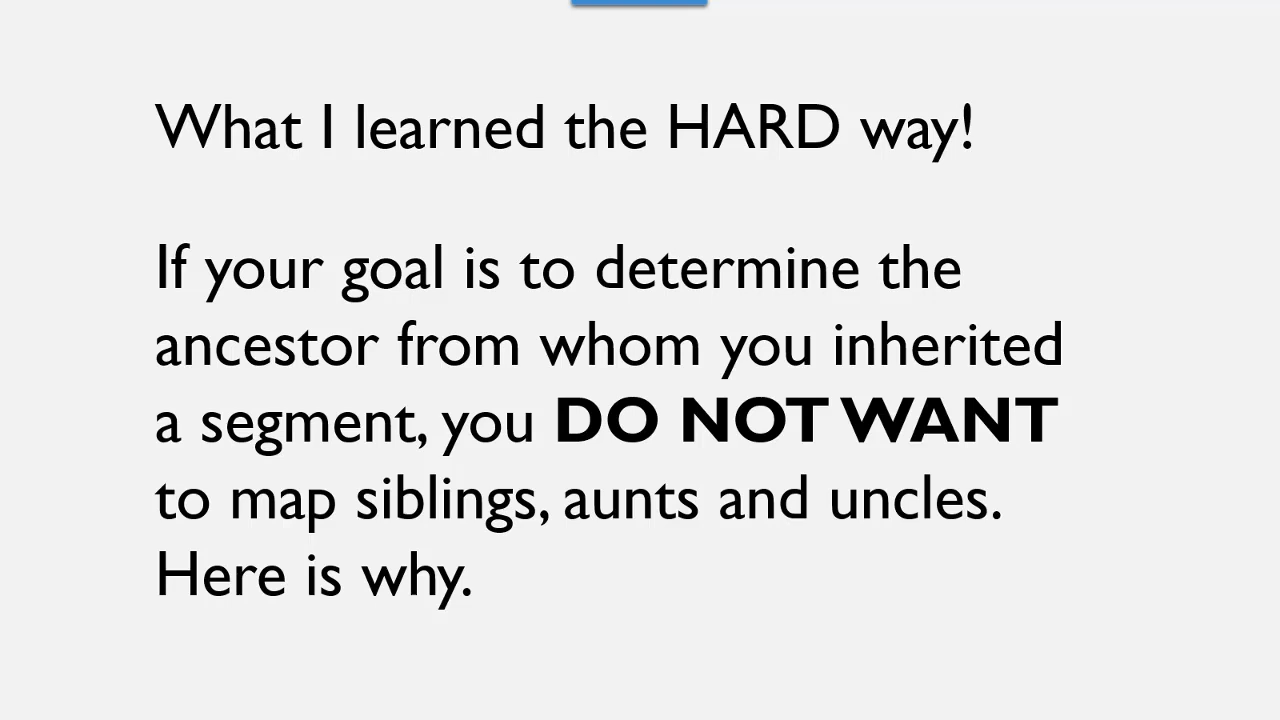 What I learned the HARD way!
If your goal is to determine the
ancestor from whom you inherited
a segment, you DO NOT WANT
to map siblings, aunts and uncles.
Here is why.